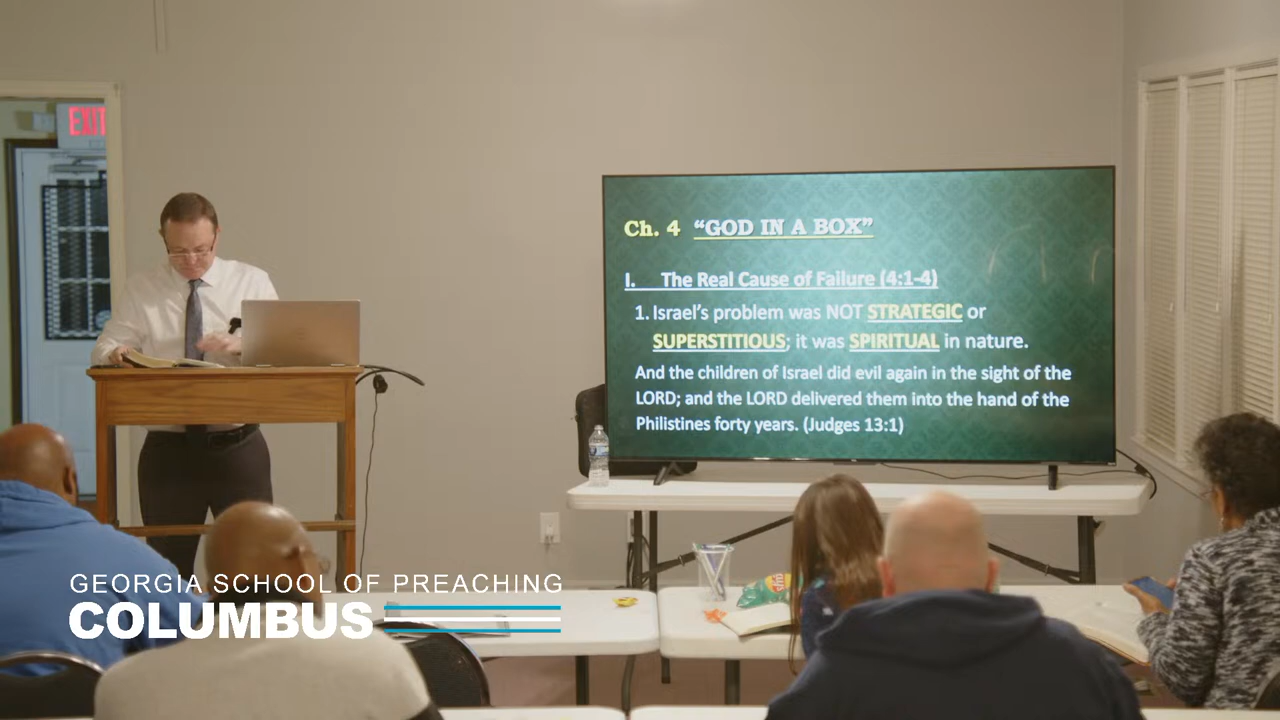 EXIT
Ch. 4 “GOD IN A BOX”
I. The Real Cause of Failure (4:1-4)
1. Israel’s problem was NOT STRATEGIC or
SUPERSTITIOUS; it was SPIRITUAL in nature.
And the children of Israel did evil again in the sight of the
LORD; and the LORD delivered them into the hand of the
Philistines forty years. (Judges 13:1)
GEORGIA SCHOOL OF PREACHING
COLUMBUS